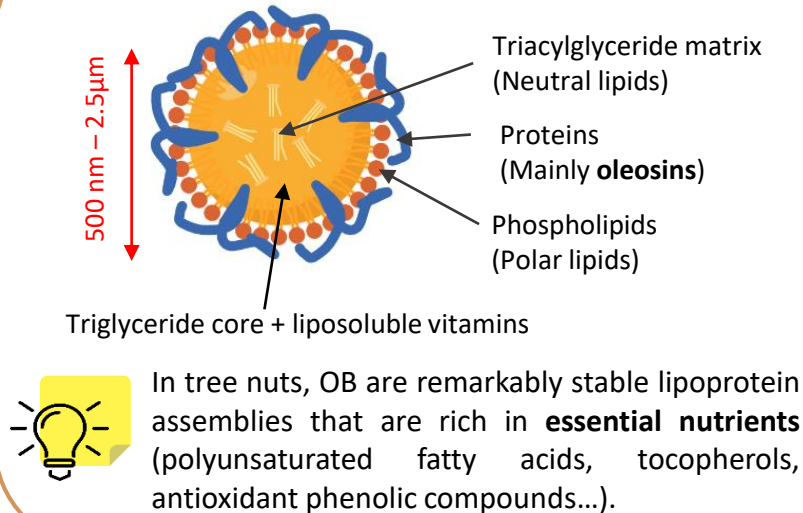 500 nm – 2.5µm
Triacylglyceride matrix
(Neutral lipids)
Proteins
(Mainly oleosins)
Phospholipids
(Polar lipids)
Triglyceride core + liposoluble vitamins
In tree nuts, OB are remarkably stable lipoprotein
assemblies that are rich in essential nutrients
(polyunsaturated fatty acids, tocopherols,
antioxidant phenolic compounds…).